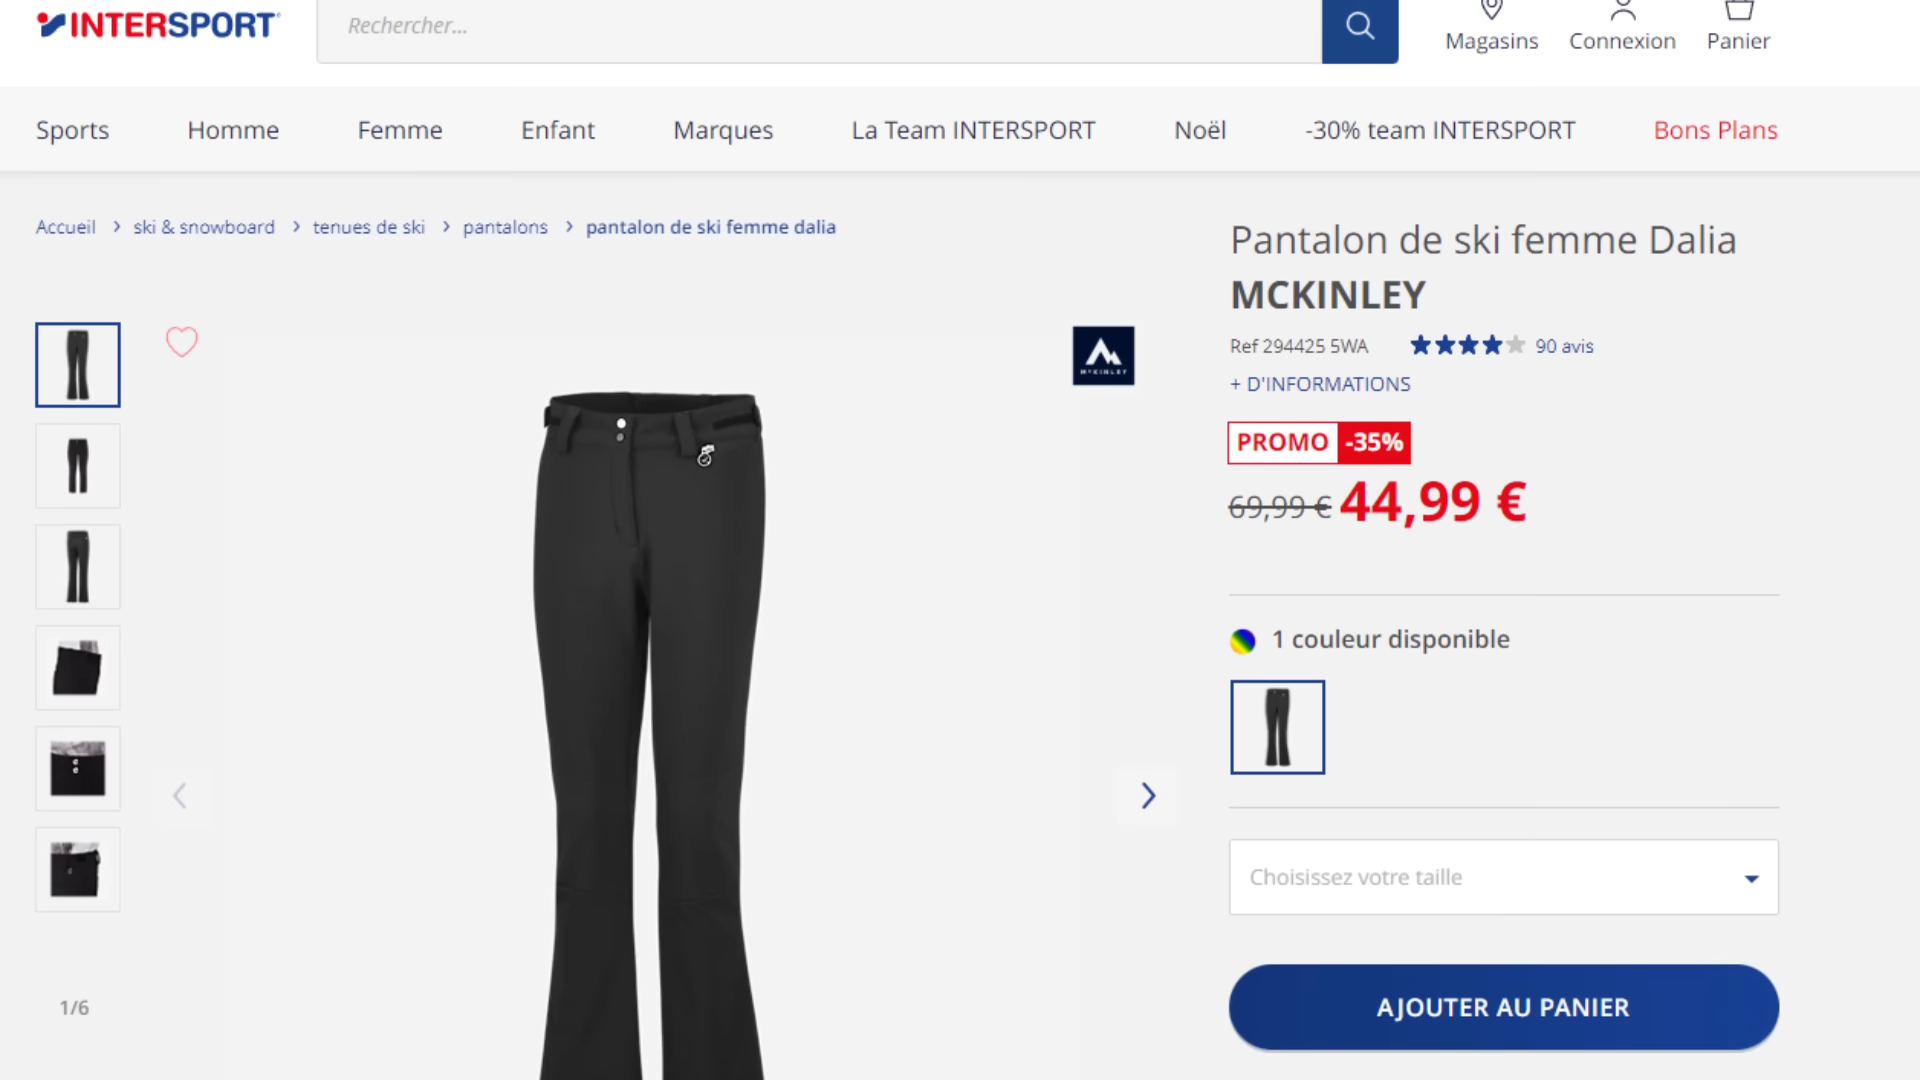 INTERSPORT
Rechercher...
Magasins
Connexion
Panier
Sports
Homme
Femme
Enfant
Marques
La Team INTERSPORT
Noël
-30% team INTERSPORT
Bons Plans
Accueil > ski & snowboard > tenues de ski > pantalons > pantalon de ski femme dalia
MCKINLEY
1/6
Pantalon de ski femme Dalia
MCKINLEY
Ref 294425 5WA
90 avis
+ D'INFORMATIONS
PROMO -35%
69,99 € 44,99 €
1 couleur disponible
Choisissez votre taille
AJOUTER AU PANIER